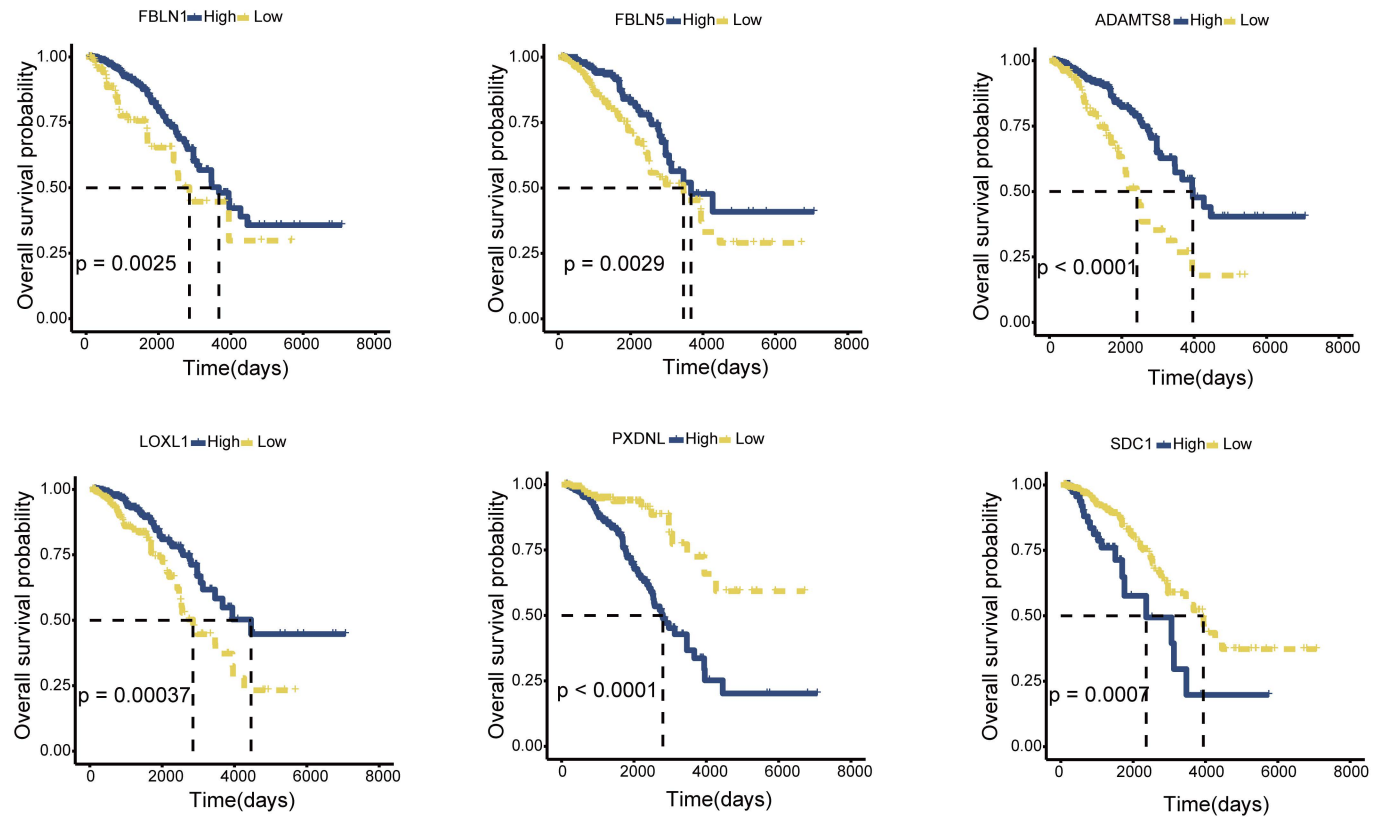 FBLN1 High Low
Overall survival probability
1.00
0.75
0.50
0.25
0.00
p = 0.0025
0 2000 4000 6000 8000
Time(days)
FBLN5 High Low
Overall survival probability
1.00
0.75
0.50
0.25
0.00
p = 0.0029
0 2000 4000 6000 8000
Time(days)
ADAMTS8 High Low
Overall survival probability
1.00
0.75
0.50
0.25
0.00
p < 0.0001
0 2000 4000 6000 8000
Time(days)
LOXL1 High Low
Overall survival probability
1.00
0.75
0.50
0.25
0.00
p = 0.00037
0 2000 4000 6000 8000
Time(days)
PXDNL High Low
Overall survival probability
1.00
0.75
0.50
0.25
0.00
p < 0.0001
0 2000 4000 6000 8000
Time(days)
SDC1 High Low
Overall survival probability
1.00
0.75
0.50
0.25
0.00
p = 0.0007
0 2000 4000 6000 8000
Time(days)